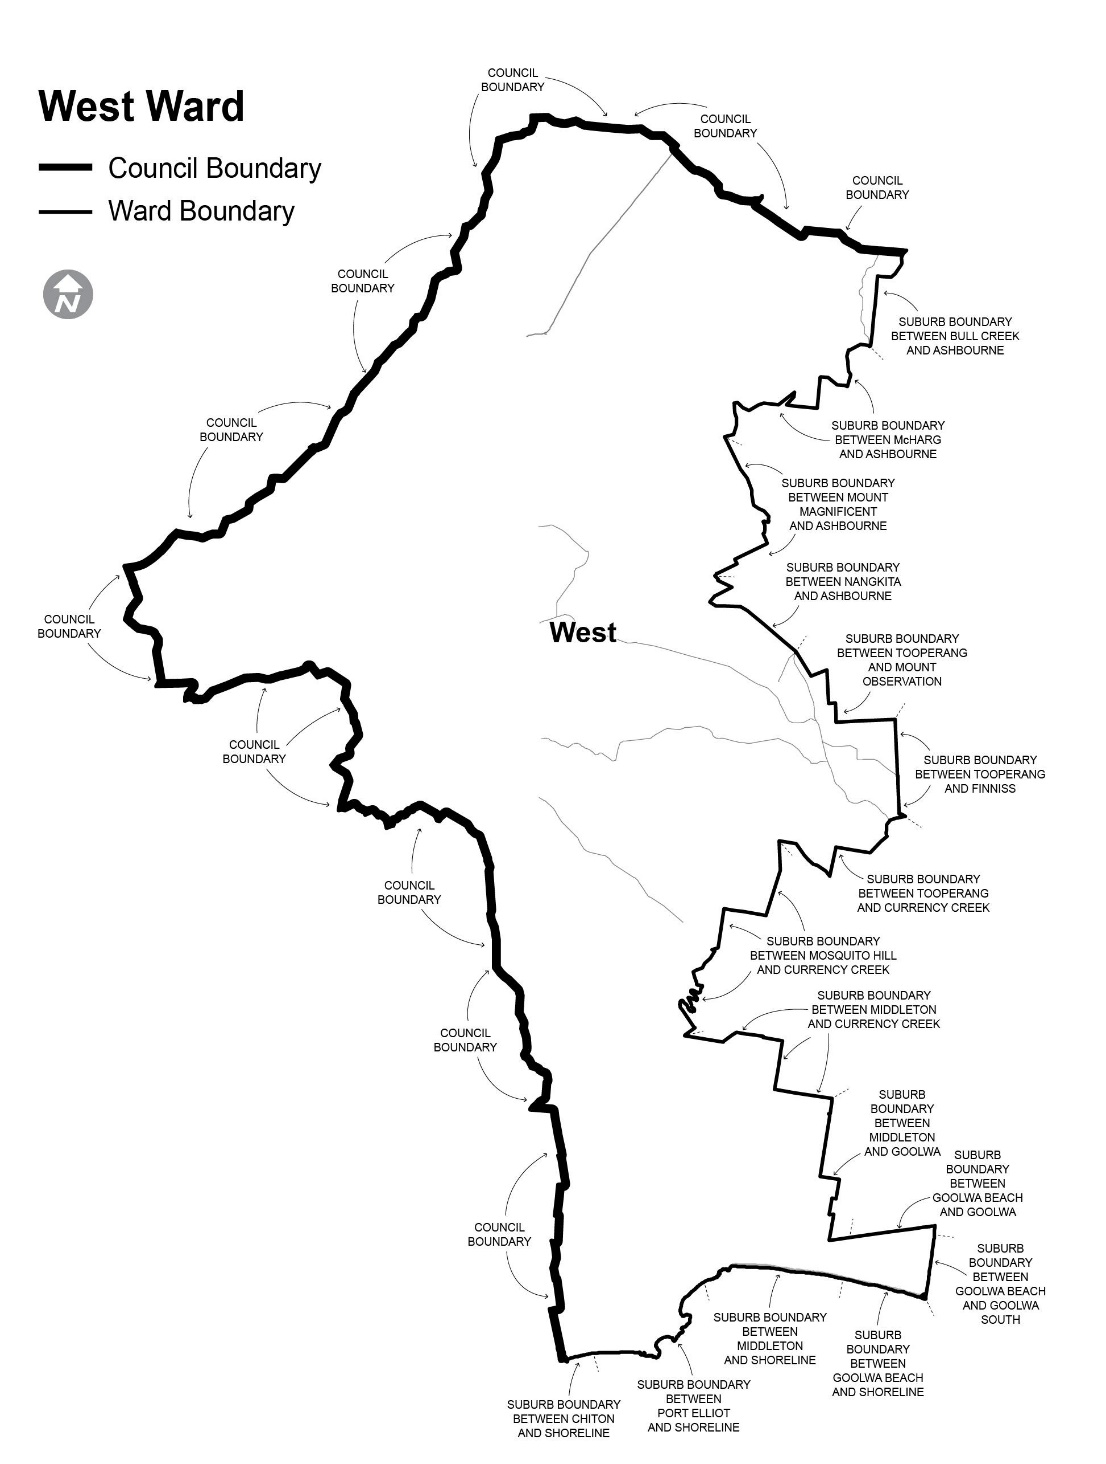 COUNCIL
BOUNDARY
West Ward
COUNCIL
BOUNDARY
Council Boundary
COUNCIL
BOUNDARY
Ward Boundary
COUNCIL
BOUNDARY
N
SUBURB BOUNDARY
BETWEEN BULL CREEK
AND ASHBOURNE
COUNCIL
BOUNDARY
SUBURB BOUNDARY
BETWEEN McHARG
AND ASHBOURNE
SUBURB BOUNDARY
BETWEEN MOUNT
MAGNIFICENT
AND ASHBOURNE
SUBURB BOUNDARY
BETWEEN NANGKITA
AND ASHBOURNE
COUNCIL
BOUNDARY
West
SUBURB BOUNDARY
BETWEEN TOOPERANG
AND MOUNT
OBSERVATION
COUNCIL
BOUNDARY
SUBURB BOUNDARY
BETWEEN TOOPERANG
AND FINNISS
COUNCIL
BOUNDARY
SUBURB BOUNDARY
BETWEEN TOOPERANG
AND CURRENCY CREEK
SUBURB BOUNDARY
BETWEEN MOSQUITO HILL
AND CURRENCY CREEK
SUBURB BOUNDARY
BETWEEN MIDDLETON
AND CURRENCY CREEK
COUNCIL
BOUNDARY
SUBURB
BOUNDARY
BETWEEN
MIDDLETON
AND GOOLWA
SUBURB
BOUNDARY
BETWEEN
GOOLWA BEACH
AND GOOLWA
COUNCIL
BOUNDARY
SUBURB
BOUNDARY
BETWEEN
GOOLWA BEACH
AND GOOLWA
SOUTH
SUBURB BOUNDARY
BETWEEN
MIDDLETON
AND SHORELINE
SUBURB
BOUNDARY
BETWEEN
GOOLWA BEACH
AND SHORELINE
SUBURB BOUNDARY
BETWEEN
PORT ELLIOT
AND SHORELINE
SUBURB BOUNDARY
BETWEEN CHITON
AND SHORELINE